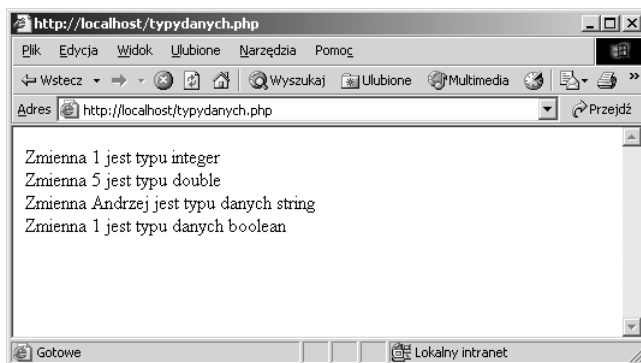 http://localhost/typydanych.php
Plik Edycja Widok Ulubione Narzędzia Pomoc
Wstecz Wyszukaj Ulubione Multimedia »
Adres http://localhost/typydanych.php Przejdź
Zmienna 1 jest typu integer
Zmienna 5 jest typu double
Zmienna Andrzej jest typu danych string
Zmienna 1 jest typu danych boolean
Gotowe Lokalny intranet